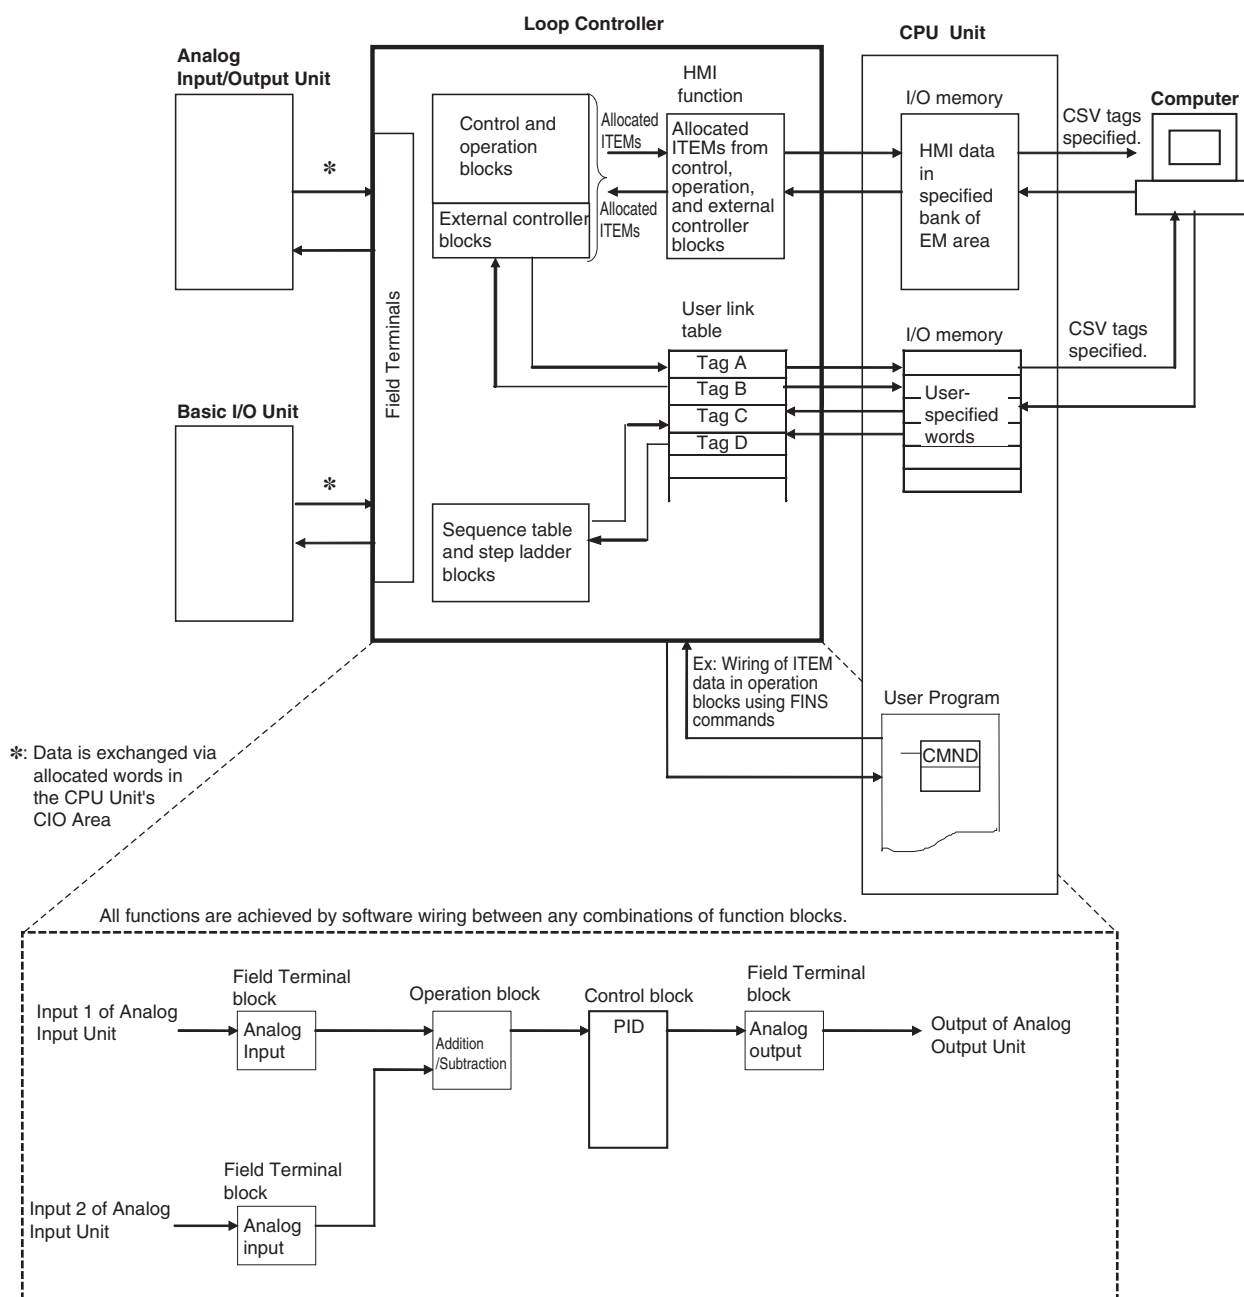 Loop Controller
CPU Unit
Analog
Input/Output Unit
HMI
function
I/O memory
Computer
CSV tags
specified.
Control and
operation
blocks
External controller
blocks
Allocated
ITEMs
Allocated
ITEMs
Allocated
ITEMs from
control,
operation,
and external
controller
blocks
HMI data
in
specified
bank of
EM area
*
Field Terminals
User link
table
I/O memory
CSV tags
specified.
Tag A
Tag B
Tag C
Tag D
User-
specified
words
Basic I/O Unit
*
Sequence table
and step ladder
blocks
Ex: Wiring of ITEM
data in operation
blocks using FINS
commands
User Program
CMND
*: Data is exchanged via
allocated words in
the CPU Unit's
CIO Area
All functions are achieved by software wiring between any combinations of function blocks.
Input 1 of Analog
Input Unit
Field Terminal
block
Analog
Input
Operation block
Addition
/Subtraction
Control block
PID
Field Terminal
block
Analog
output
Output of Analog
Output Unit
Input 2 of Analog
Input Unit
Field Terminal
block
Analog
input